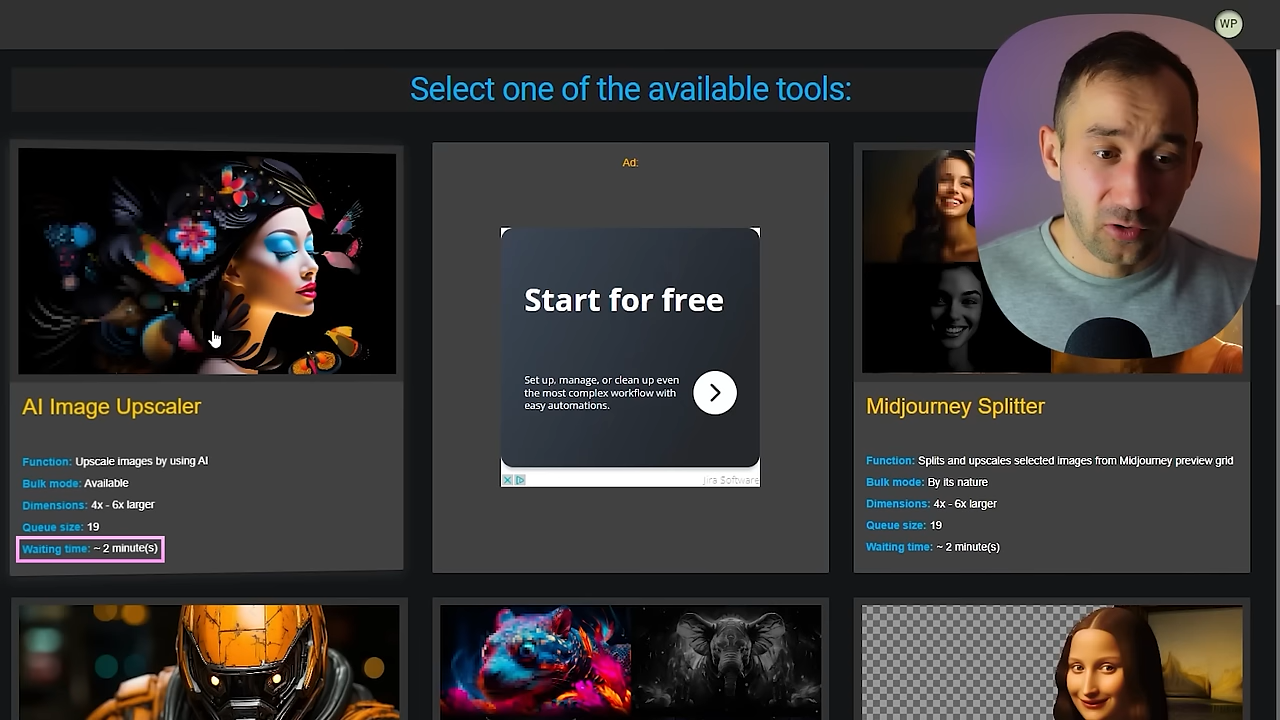 WP
Select one of the available tools:
Ad:
Start for free
Set up, manage, or clean up even
the most complex workflow with
easy automations.
Jira Software
AI Image Upscaler
Function: Upscale images by using AI
Bulk mode: Available
Dimensions: 4x - 6x larger
Queue size: 19
Waiting time: ~ 2 minute(s)
Midjourney Splitter
Function: Splits and upscales selected images from Midjourney preview grid
Bulk mode: By its nature
Dimensions: 4x - 6x larger
Queue size: 19
Waiting time: ~ 2 minute(s)